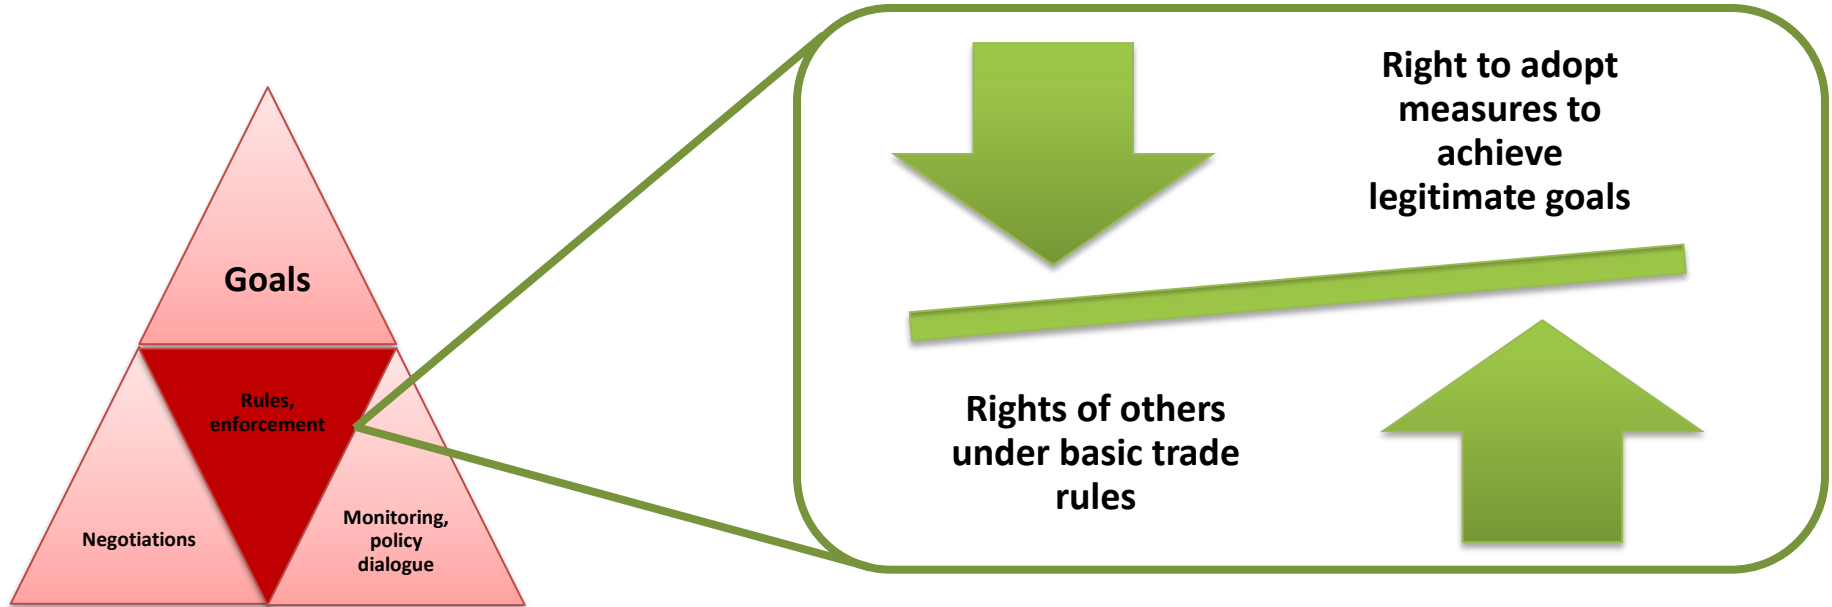 Goals
Rules,
enforcement
Negotiations
Monitoring,
policy
dialogue
Right to adopt
measures to
achieve
legitimate goals
Rights of others
under basic trade
rules